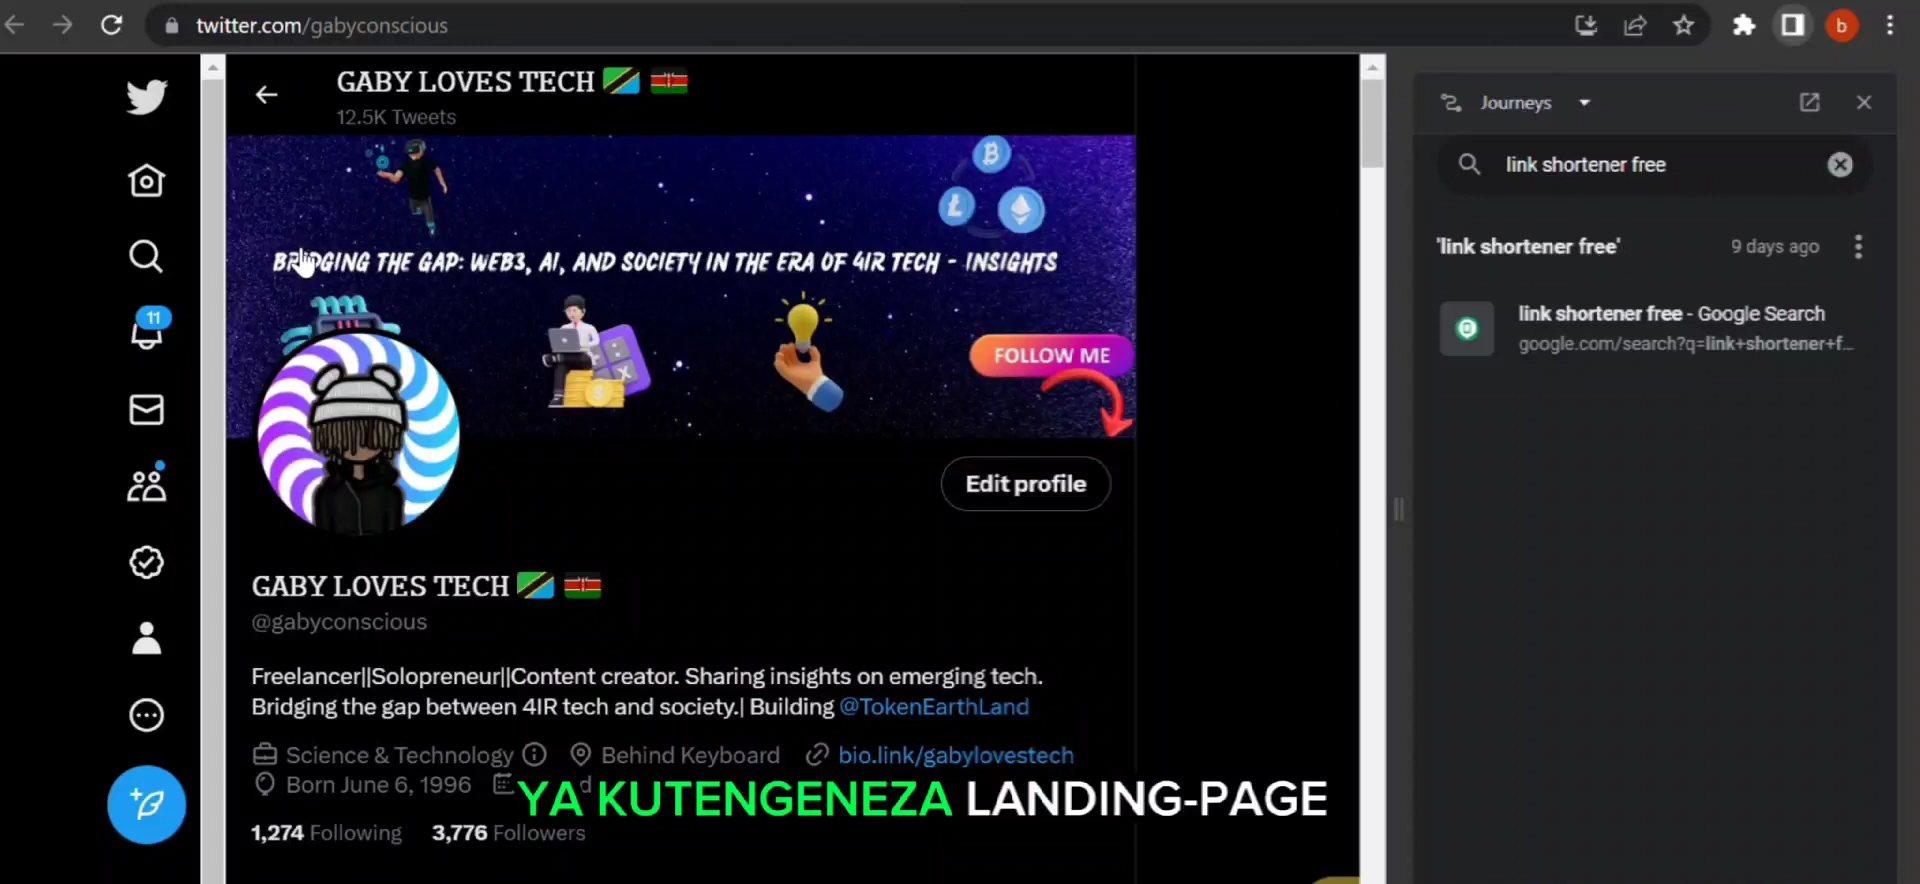 twitter.com/gabyconscious
b
GABY LOVES TECH
12.5K Tweets
BRIDGING THE GAP: WEB3, AI, AND SOCIETY IN THE ERA OF 4IR TECH - INSIGHTS
FOLLOW ME
11
Edit profile
GABY LOVES TECH
@gabyconscious
Freelancer||Solopreneur||Content creator. Sharing insights on emerging tech.
Bridging the gap between 4IR tech and society.| Building @TokenEarthLand
Science & Technology Behind Keyboard bio.link/gabylovestech
Born June 6, 1996
YA KUTENGENEZA LANDING-PAGE
1,274 Following 3,776 Followers
Journeys
link shortener free
'link shortener free' 9 days ago
link shortener free - Google Search
google.com/search?q=link+shortener+f...